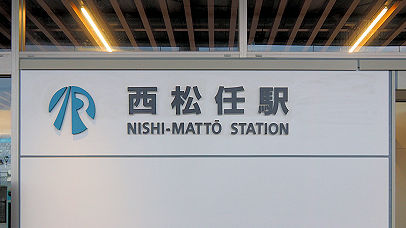 西松任駅
NISHI-MATTŌ STATION